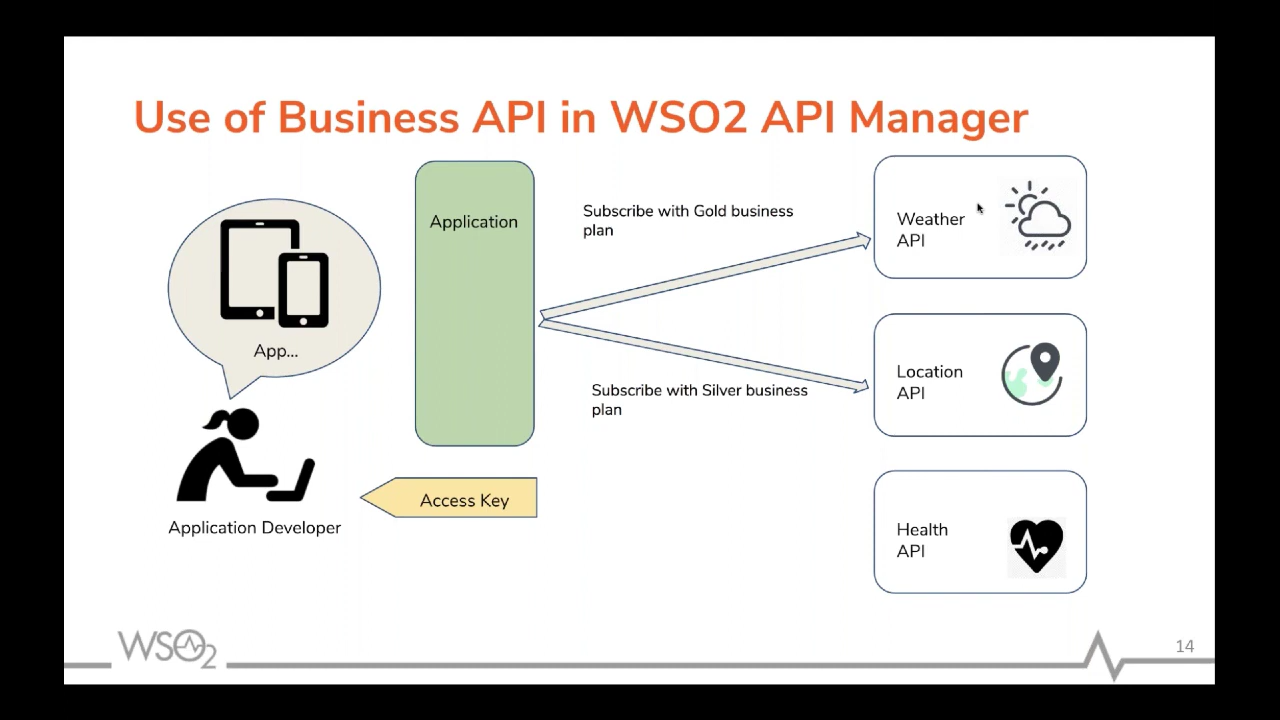 Use of Business API in WSO2 API Manager
Application
Subscribe with Gold business
plan
Weather
API
App...
Location
API
Subscribe with Silver business
plan
Access Key
Application Developer
Health
API
WSO2
14